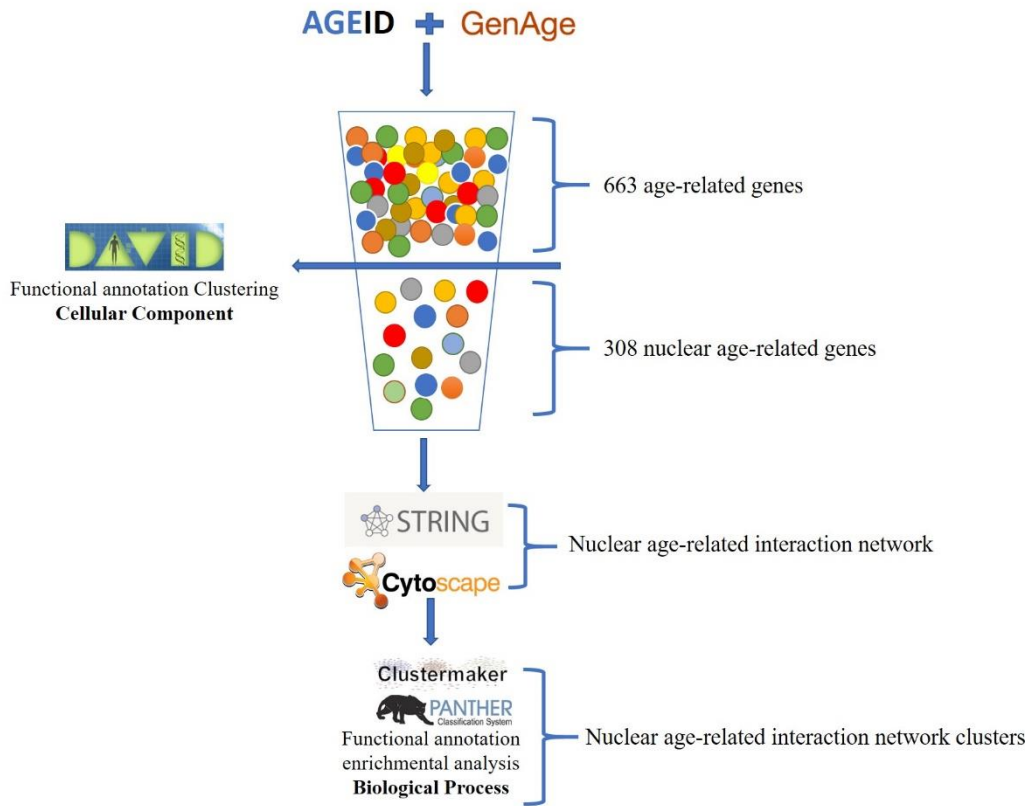 AGEID + GenAge
663 age-related genes
DAVID
Functional annotation Clustering
Cellular Component
308 nuclear age-related genes
STRING
Nuclear age-related interaction network
Cytoscape
Clustermaker
PANTHER
Classification System
Functional annotation
enrichmental analysis
Biological Process
Nuclear age-related interaction network clusters